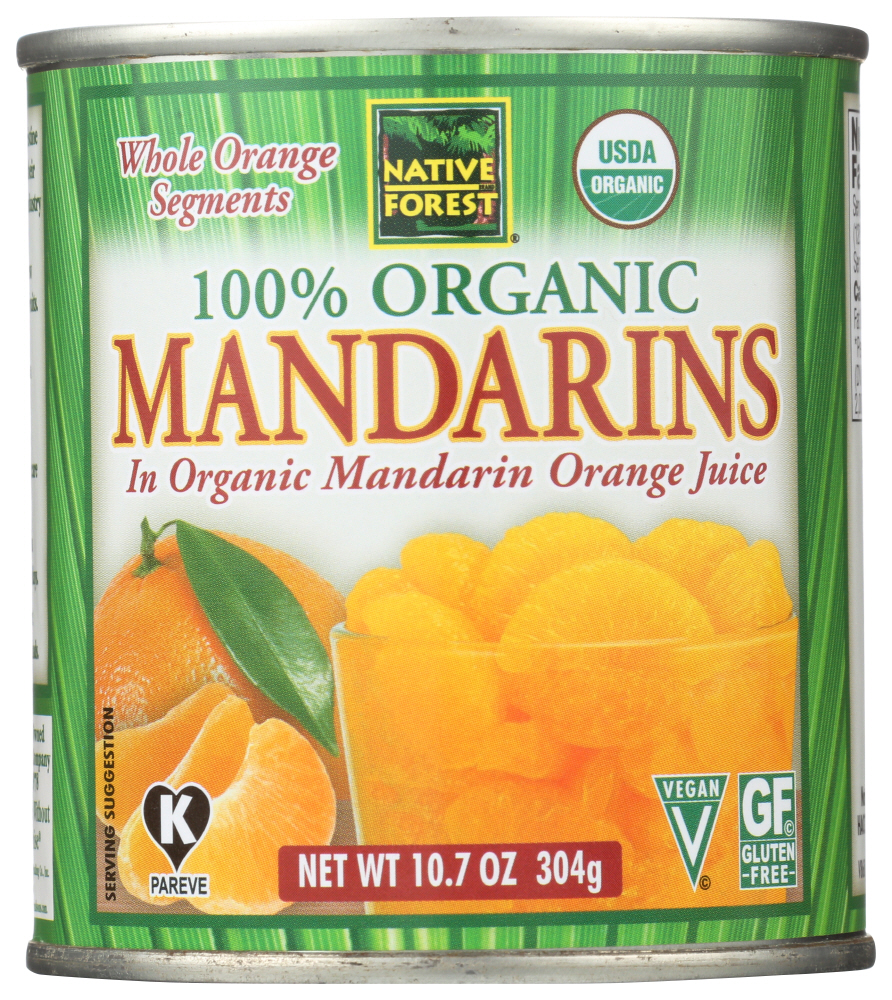 Whole Orange
Segments
NATIVE
FOREST®
USDA
ORGANIC
100% ORGANIC
MANDARINS
In Organic Mandarin Orange Juice
SERVING SUGGESTION
K
PAREVE
NET WT 10.7 OZ 304g
VEGAN
V
©
GF©
GLUTEN
-FREE-